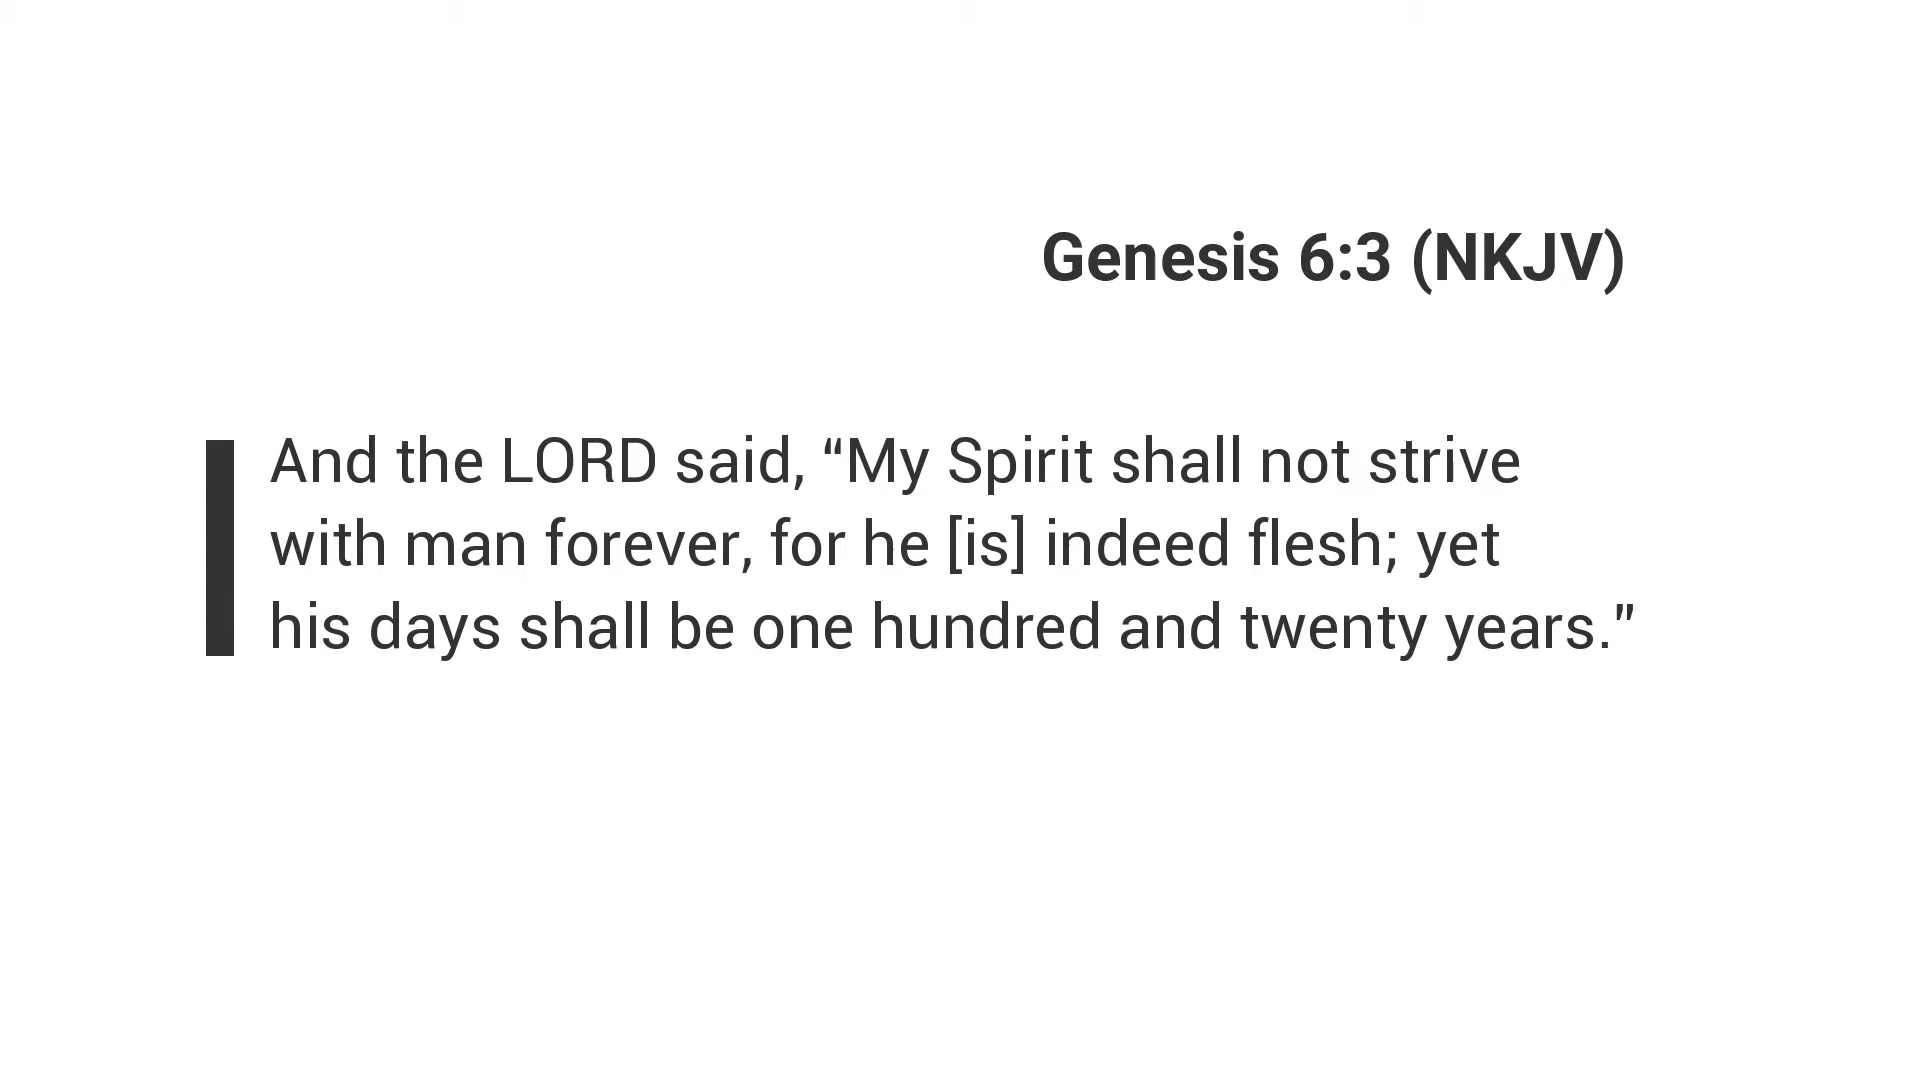 Genesis 6:3 (NKJV)
And the LORD said, “My Spirit shall not strive
with man forever, for he [is] indeed flesh; yet
his days shall be one hundred and twenty years.”